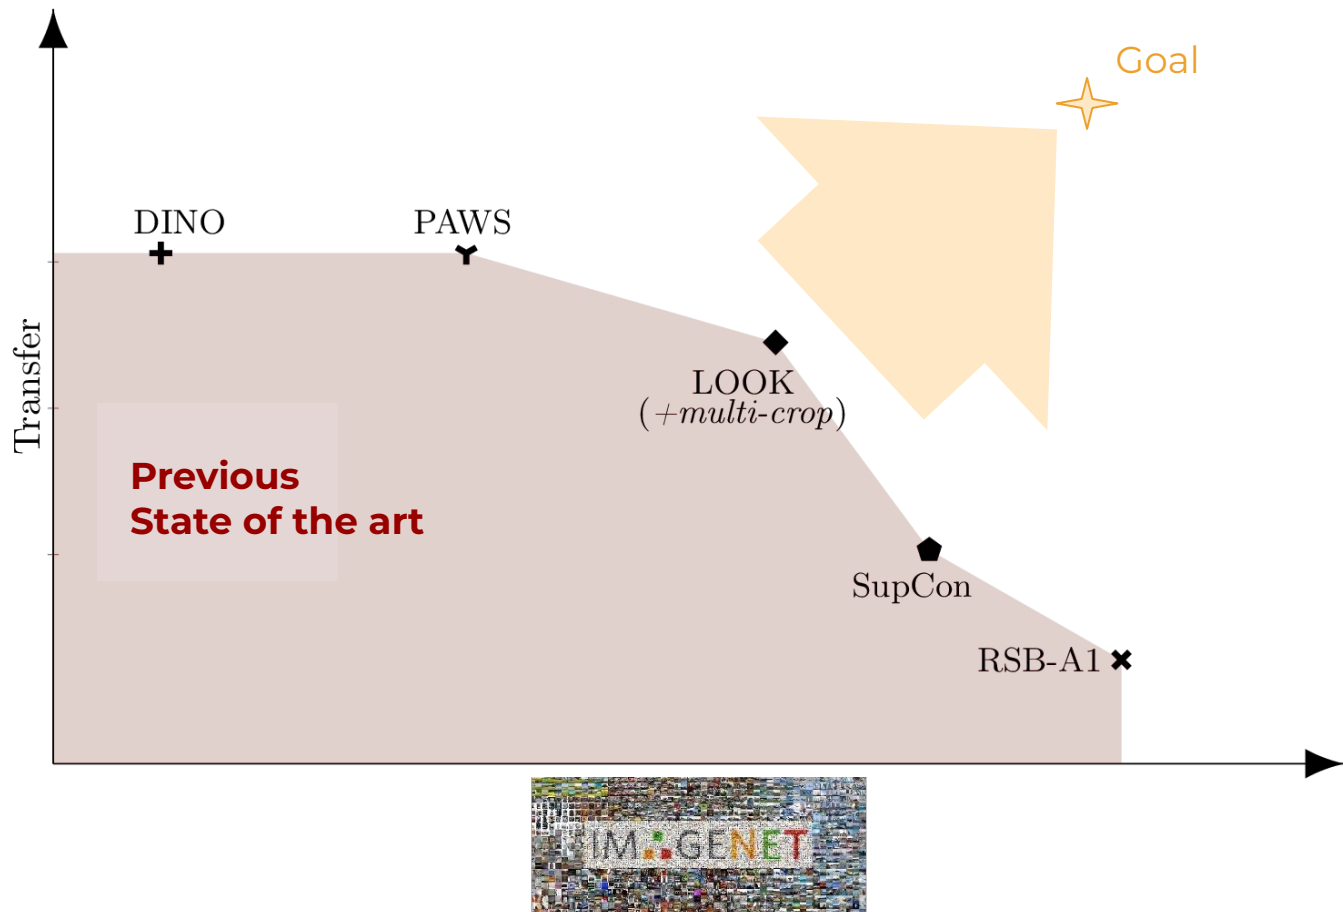 Goal
DINO
PAWS
Transfer
LOOK
(+multi-crop)
Previous
State of the art
SupCon
RSB-A1
IMAGENET